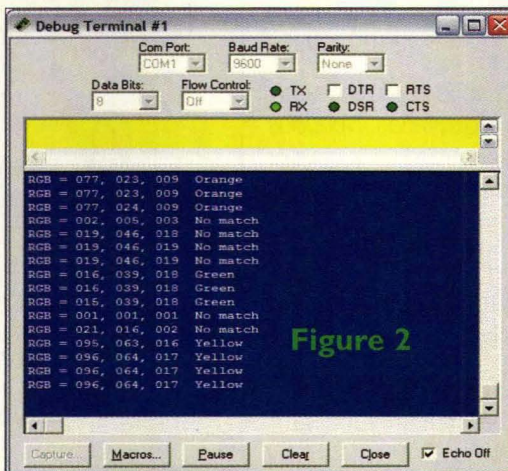 Debug Terminal #1
Com Port: Baud Rate: Parity:
COM1 9600 None
Data Bits: Flow Control: TX DTR RTS
8 Off RX DSR CTS
RGB = 077, 023, 009 Orange
RGB = 077, 023, 009 Orange
RGB = 077, 024, 009 Orange
RGB = 002, 005, 003 No match
RGB = 019, 046, 018 No match
RGB = 019, 046, 019 No match
RGB = 019, 046, 019 No match
RGB = 016, 039, 018 Green
RGB = 016, 039, 018 Green
RGB = 015, 039, 018 Green
RGB = 001, 001, 001 No match
RGB = 021, 016, 002 No match
RGB = 095, 063, 016 Yellow
RGB = 096, 064, 017 Yellow
RGB = 096, 064, 017 Yellow
RGB = 096, 064, 017 Yellow
Figure 2
Capture... Macros... Pause Clear Close Echo Off